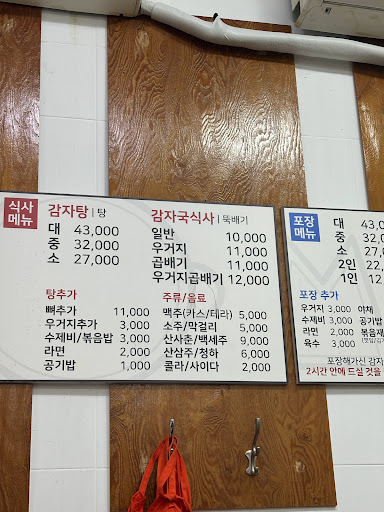 식사
메뉴
감자탕 | 탕
대 43,000
중 32,000
소 27,000
감자국식사 | 뚝배기
일반 10,000
우거지 11,000
곱배기 11,000
우거지곱배기 12,000
탕추가
뼈추가 11,000
우거지추가 3,000
수제비/볶음밥 3,000
라면 2,000
공기밥 1,000
주류/음료
맥주(카스/테라) 5,000
소주/막걸리 5,000
산사춘/백세주 9,000
산삼주/청하 6,000
콜라/사이다 2,000
포장
메뉴
대 43,0
중 32,0
소 27,
2인 22,
1인 12
포장 추가
우거지 3,000 야채
수제비 3,000 공기밥
라면 2,000 볶음재
육수 3,000
포장해가신 감자
2시간 안에 드실 것을